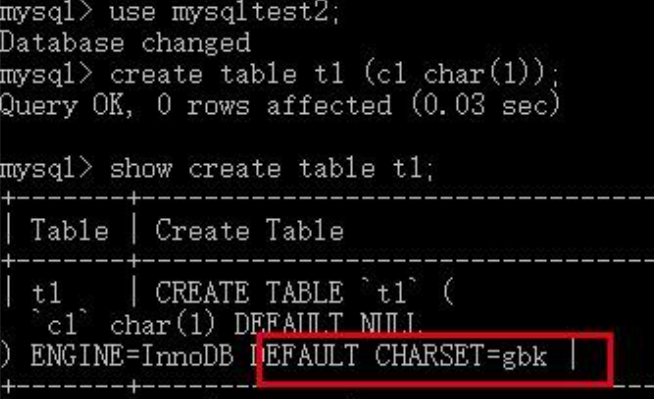 mysql> use mysqltest2;
Database changed
mysql> create table t1 (c1 char(1));
Query OK, 0 rows affected (0.03 sec)
mysql> show create table t1;
+-------+---------------------------------
| Table | Create Table
+-------+---------------------------------
| t1 | CREATE TABLE `t1` (
`c1` char(1) DEFAULT NULL
) ENGINE=InnoDB DEFAULT CHARSET=gbk |
+-------+---------------------------------